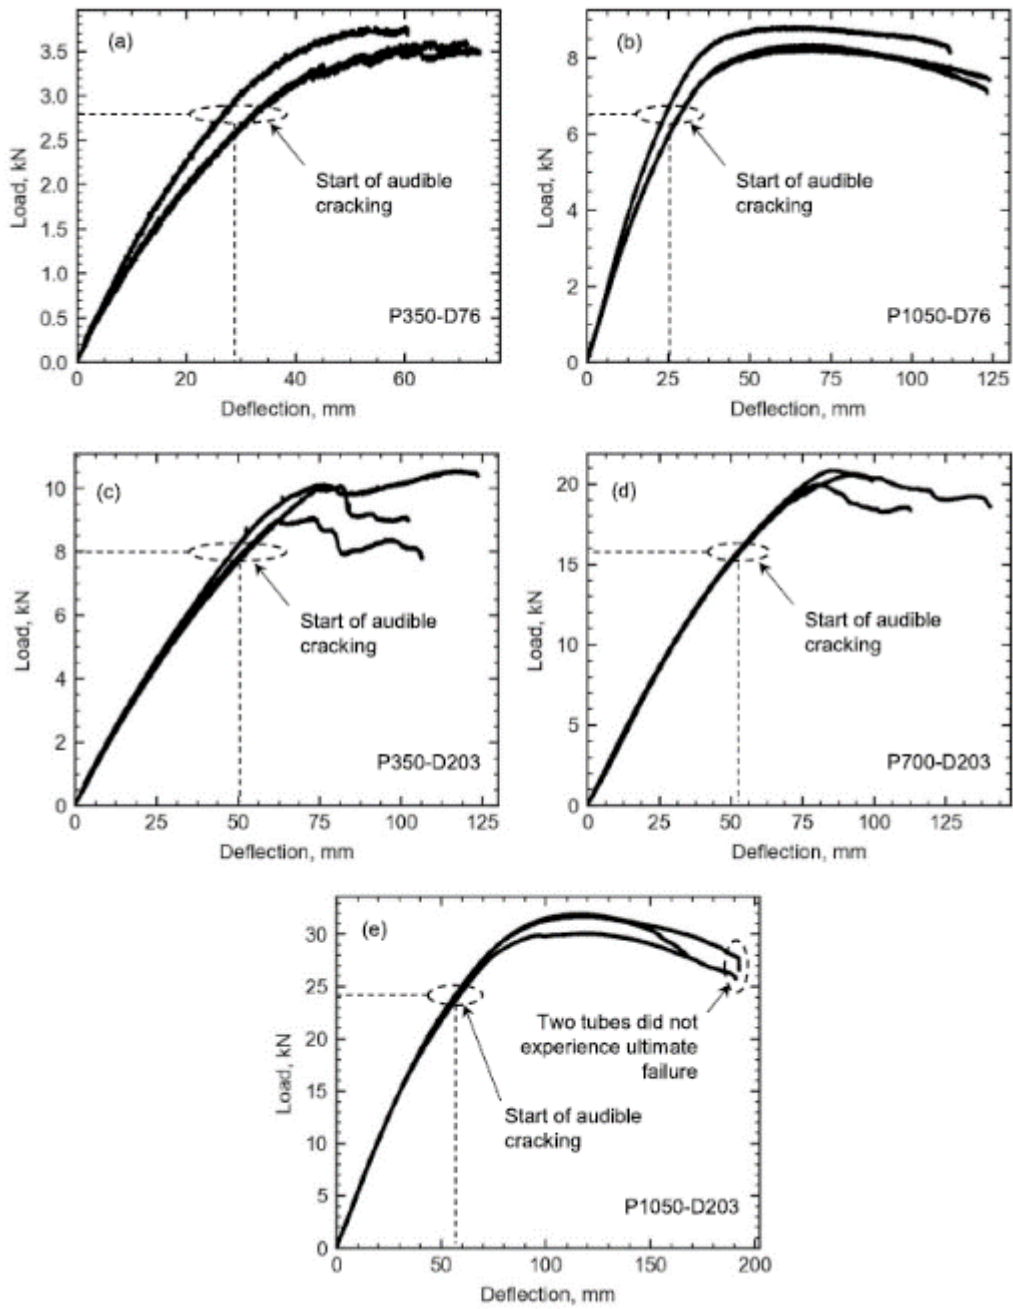 (a)
3.5
3.0
2.5
2.0
1.5
1.0
0.5
0.0
Load, kN
Start of audible
cracking
P350-D76
0 20 40 60
Deflection, mm
(b)
8
6
4
2
0
Load, kN
Start of audible
cracking
P1050-D76
0 25 50 75 100 125
Deflection, mm
(c)
10
8
6
4
2
0
Load, kN
Start of audible
cracking
P350-D203
0 25 50 75 100 125
Deflection, mm
(d)
20
15
10
5
0
Load, kN
Start of audible
cracking
P700-D203
0 25 50 75 100 125
Deflection, mm
(e)
30
25
20
15
10
5
0
Load, kN
Two tubes did not
experience ultimate
failure
Start of audible
cracking
P1050-D203
0 50 100 150 200
Deflection, mm